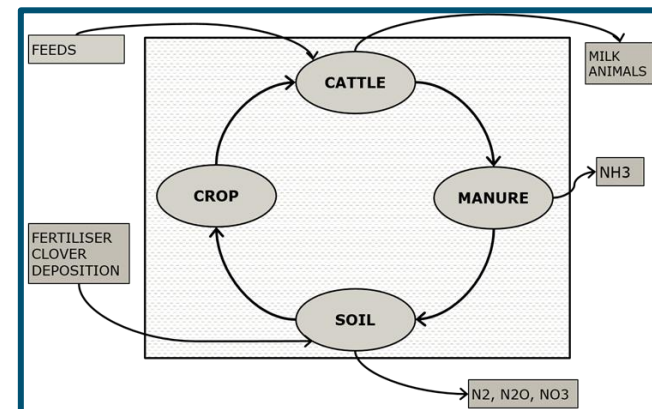 FEEDS
MILK
ANIMALS
CATTLE
CROP
MANURE
NH3
FERTILISER
CLOVER
DEPOSITION
SOIL
N2, N2O, NO3